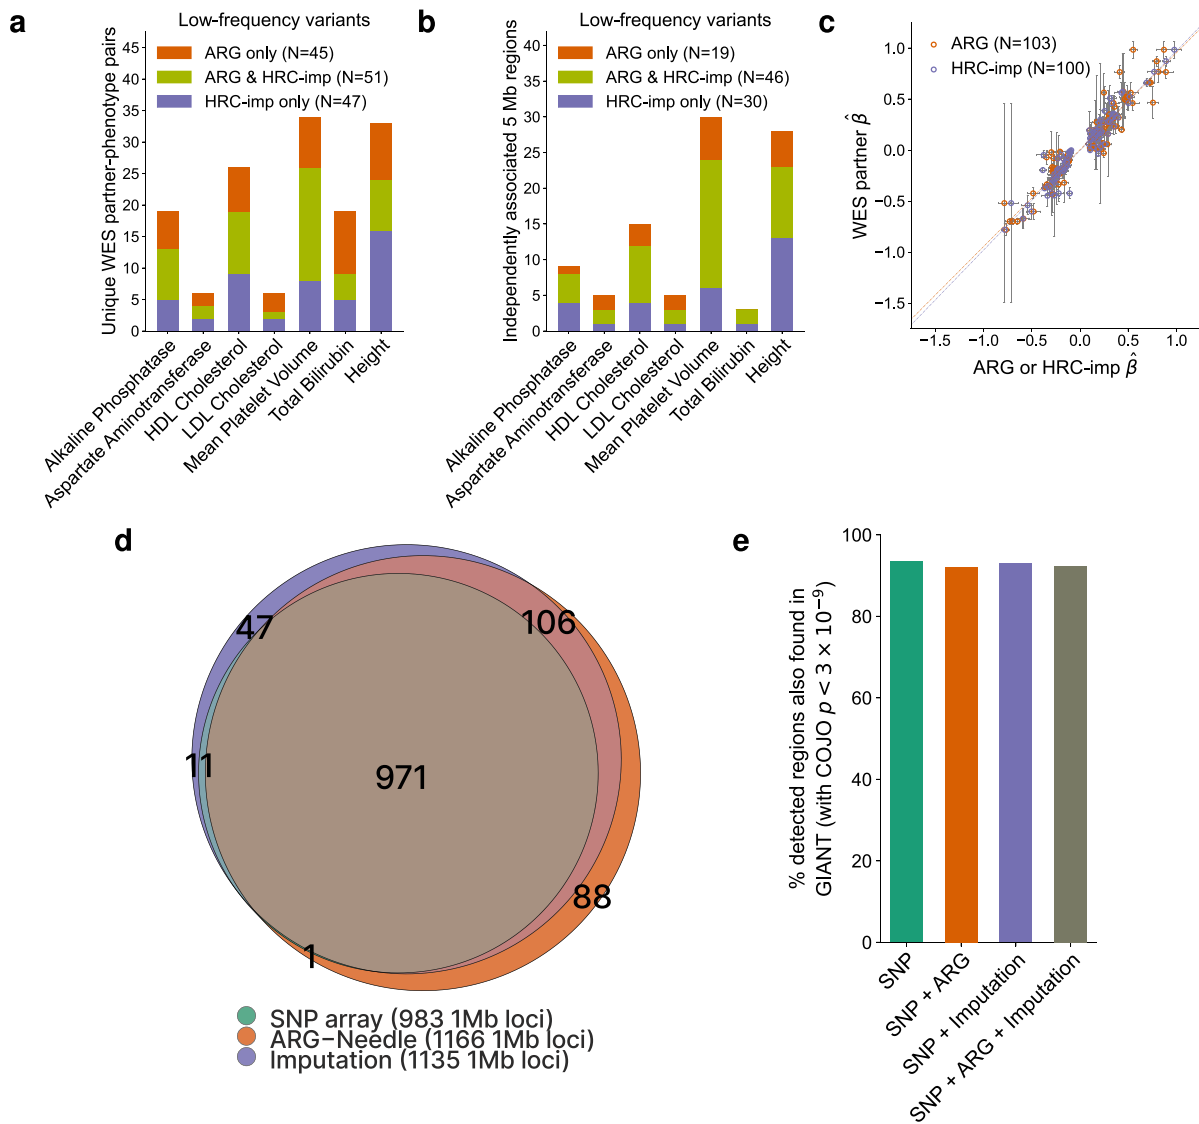 a
Low-frequency variants
Unique WES partner-phenotype pairs
45
40
35
30
25
20
15
10
5
0
ARG only (N=45)
ARG & HRC-imp (N=51)
HRC-imp only (N=47)
Alkaline Phosphatase
Aspartate Aminotransferase
HDL Cholesterol
LDL Cholesterol
Mean Platelet Volume
Total Bilirubin
Height
b
Low-frequency variants
Independently associated 5 Mb regions
40
35
30
25
20
15
10
5
0
ARG only (N=19)
ARG & HRC-imp (N=46)
HRC-imp only (N=30)
Alkaline Phosphatase
Aspartate Aminotransferase
HDL Cholesterol
LDL Cholesterol
Mean Platelet Volume
Total Bilirubin
Height
c
WES partner β̂
1.0
0.5
0.0
−0.5
−1.0
−1.5
ARG (N=103)
HRC-imp (N=100)
−1.5 −1.0 −0.5 0.0 0.5 1.0
ARG or HRC-imp β̂
d
47
106
11
971
88
1
SNP array (983 1Mb loci)
ARG−Needle (1166 1Mb loci)
Imputation (1135 1Mb loci)
e
% detected regions also found in
GIANT (with COJO p < 3 × 10⁻⁹)
100
80
60
40
20
0
SNP
SNP + ARG
SNP + Imputation
SNP + ARG + Imputation